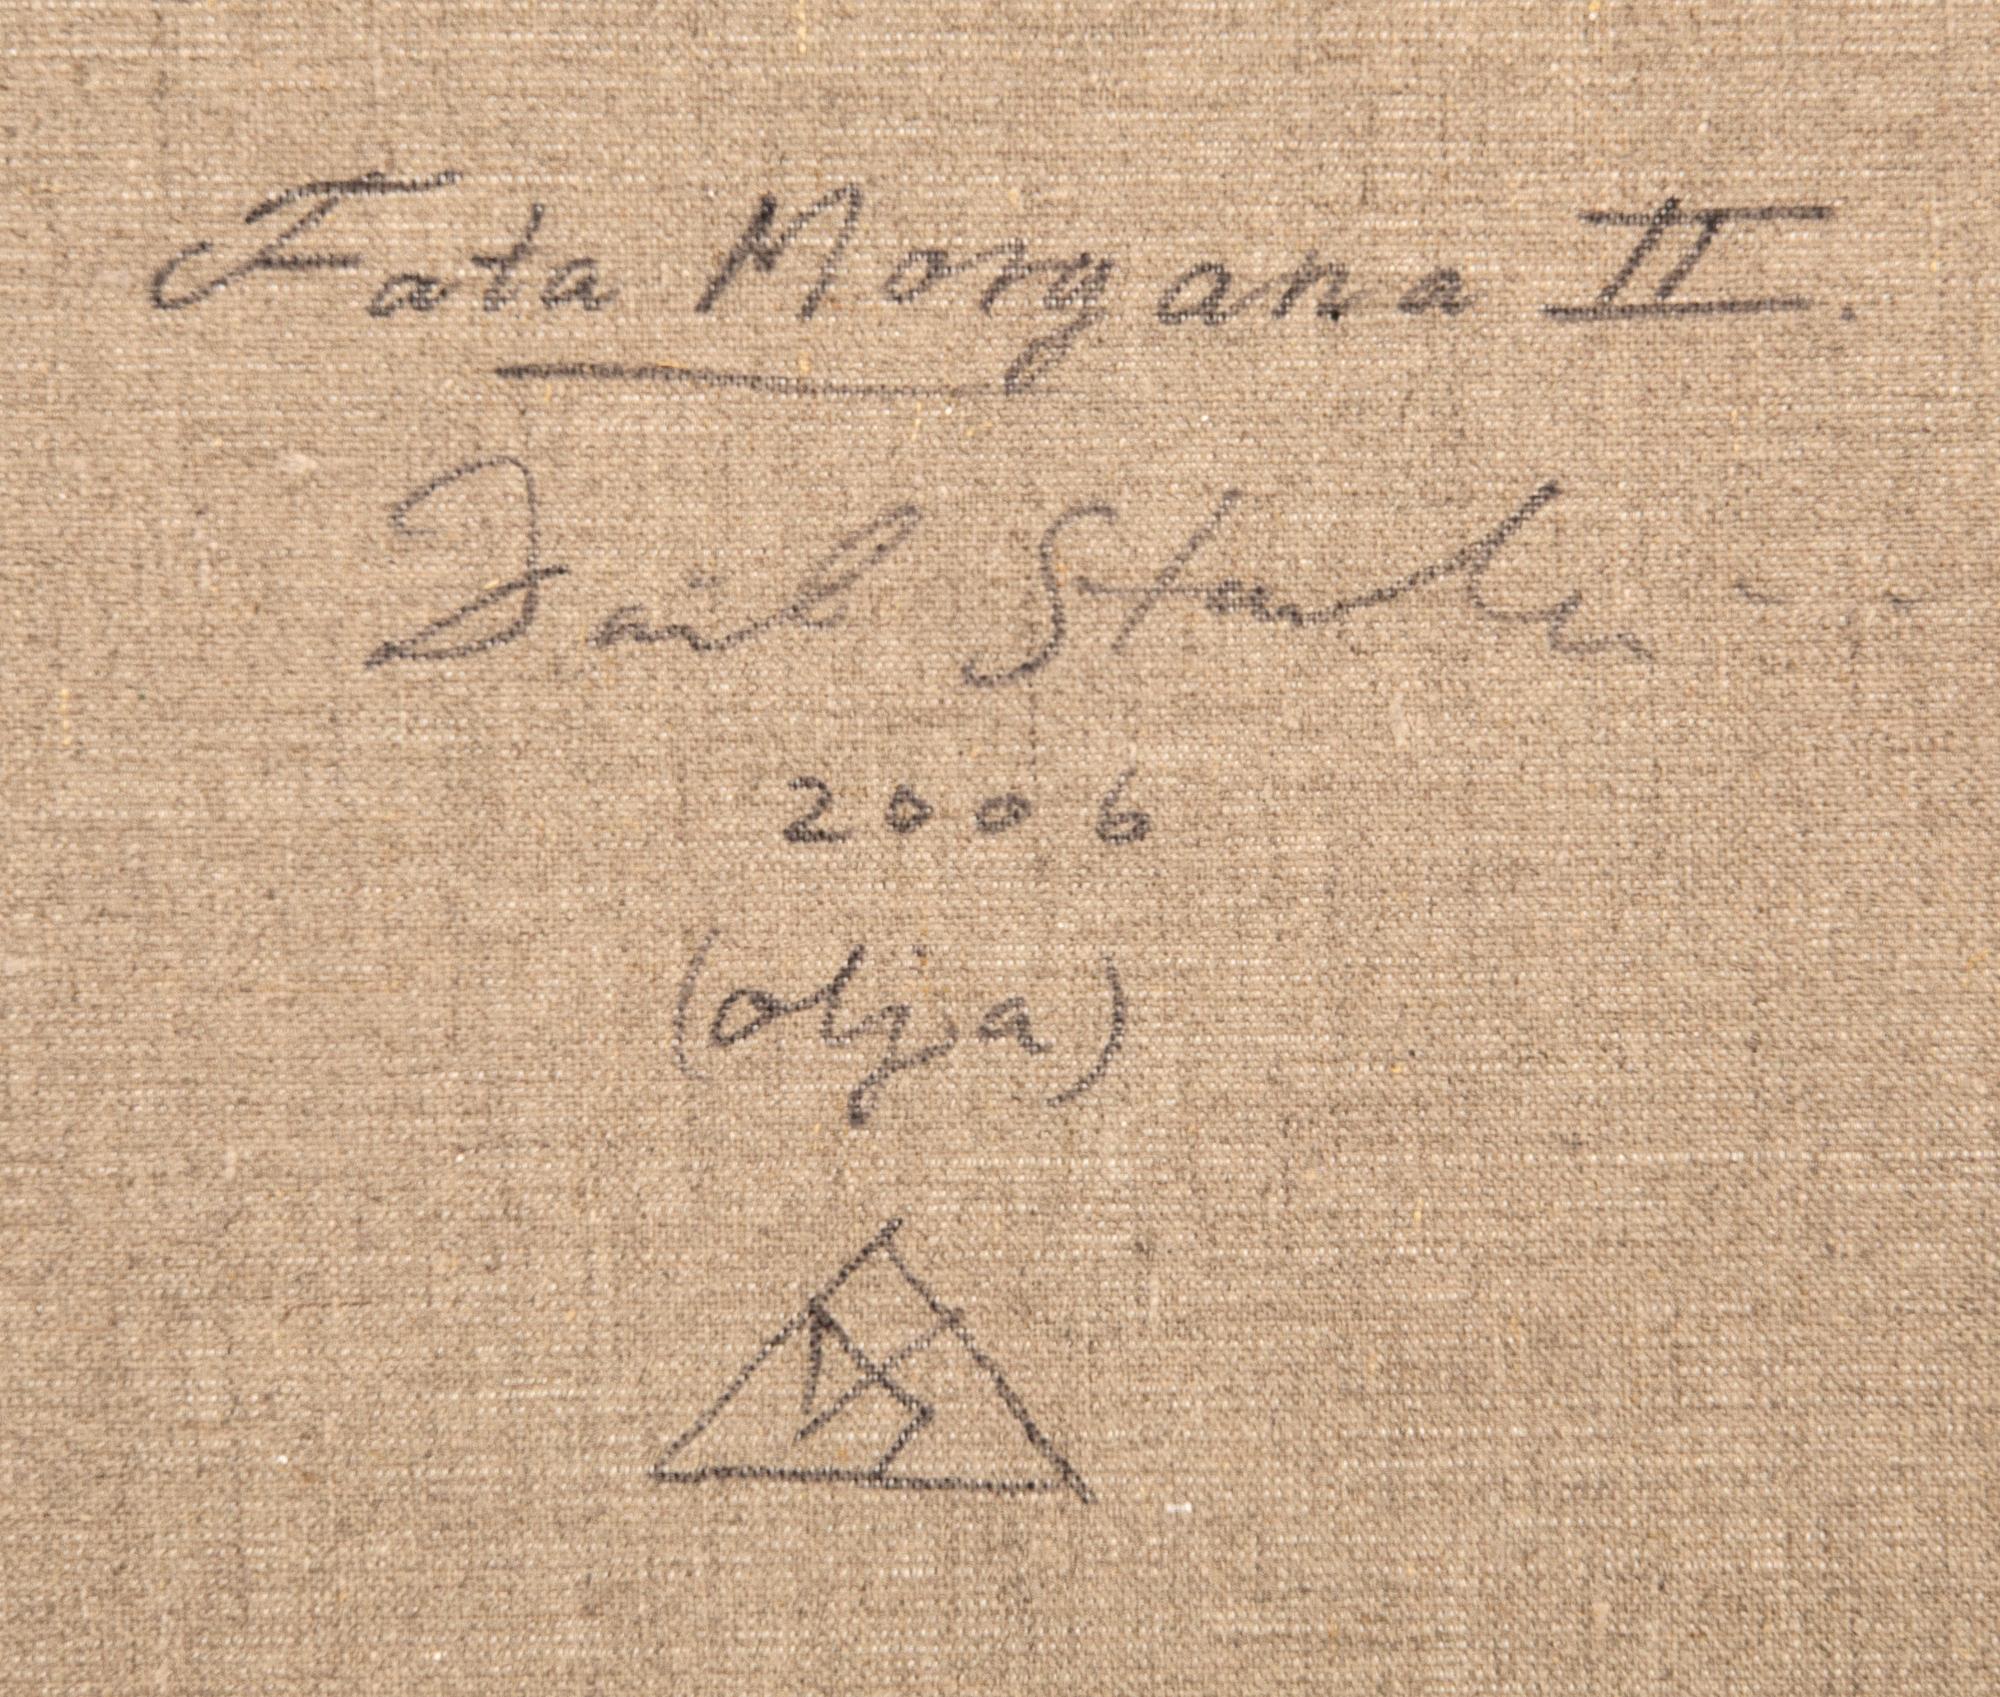 Fata Morgana II.
2006
(olja)